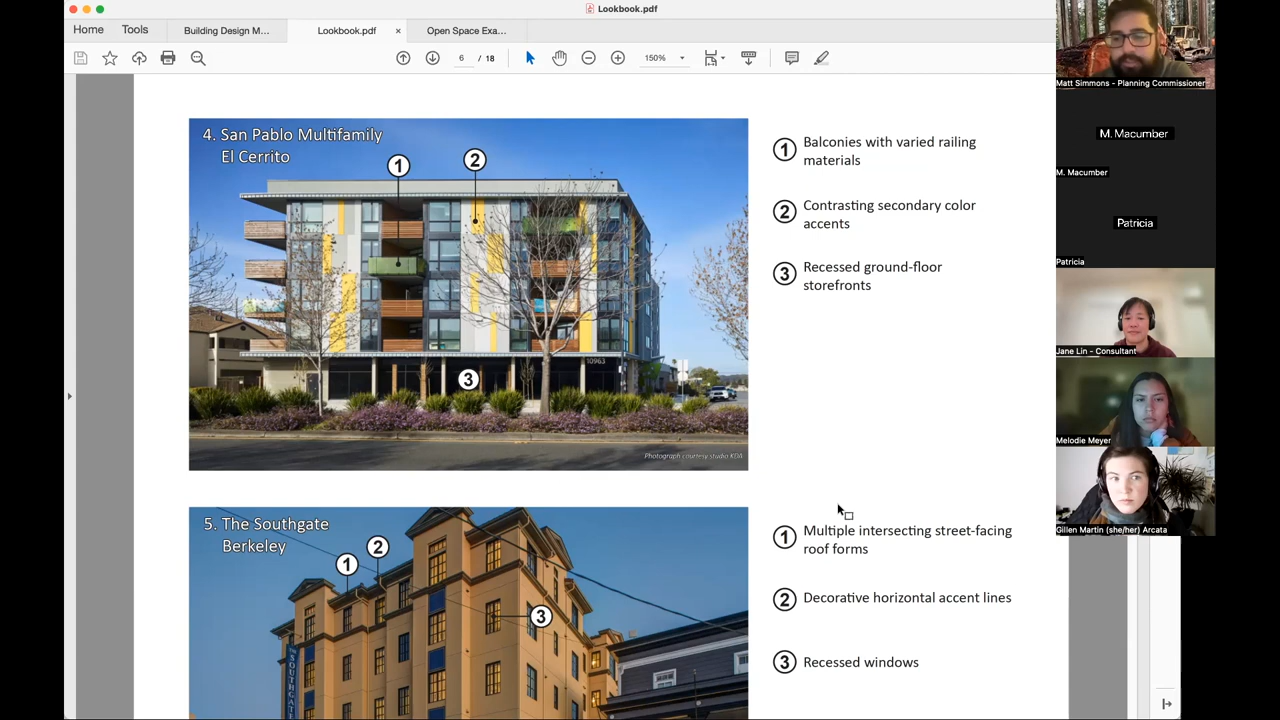 Lookbook.pdf
Home
Tools
Building Design M...
Lookbook.pdf
×
Open Space Exa...
6 / 18
150%
4. San Pablo Multifamily
El Cerrito
1
2
3
10963
Photograph courtesy studio KDA
1 Balconies with varied railing
materials
2 Contrasting secondary color
accents
3 Recessed ground-floor
storefronts
5. The Southgate
Berkeley
1
2
3
THE SOUTHGATE
1 Multiple intersecting street-facing
roof forms
2 Decorative horizontal accent lines
3 Recessed windows
Matt Simmons - Planning Commissioner
M. Macumber
M. Macumber
Patricia
Patricia
Jane Lin - Consultant
Melodie Meyer
Gillen Martin (she/her) Arcata